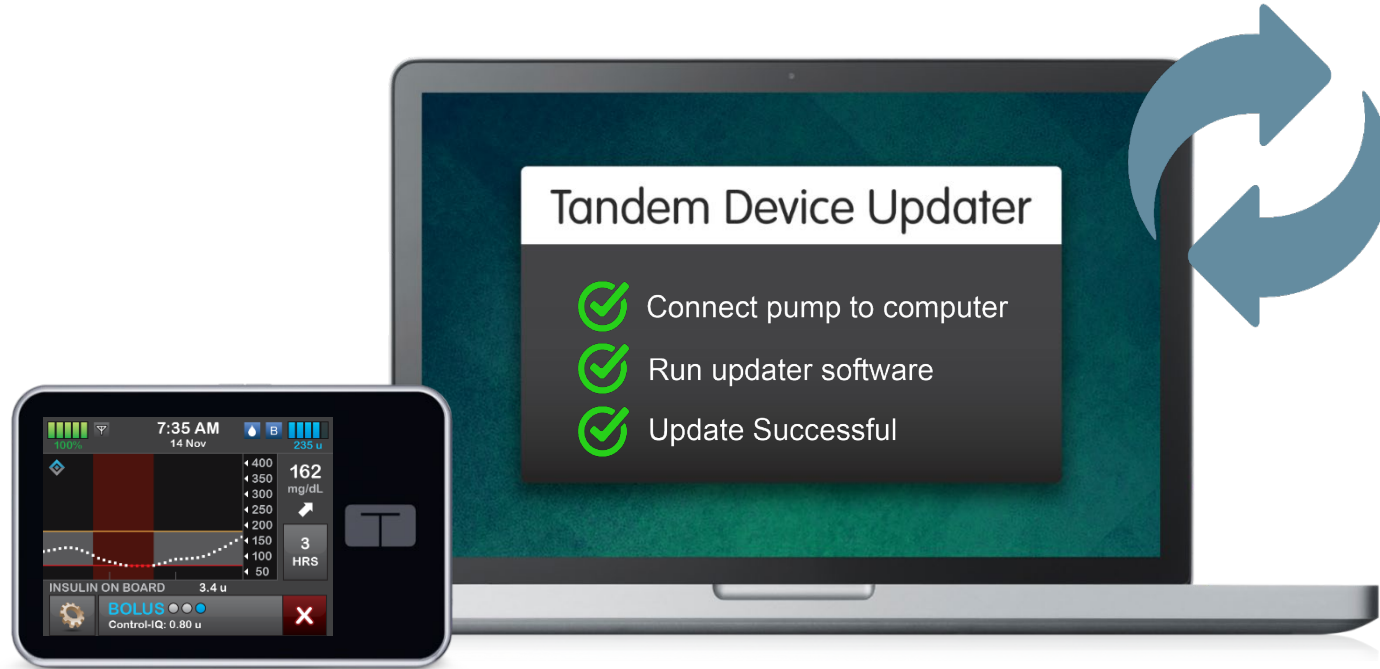 Tandem Device Updater
Connect pump to computer
Run updater software
Update Successful
7:35 AM
14 Nov
100%
B
235 u
400
350
300
250
200
150
100
50
162
mg/dL
3
HRS
INSULIN ON BOARD 3.4 u
BOLUS
Control-IQ: 0.80 u
X